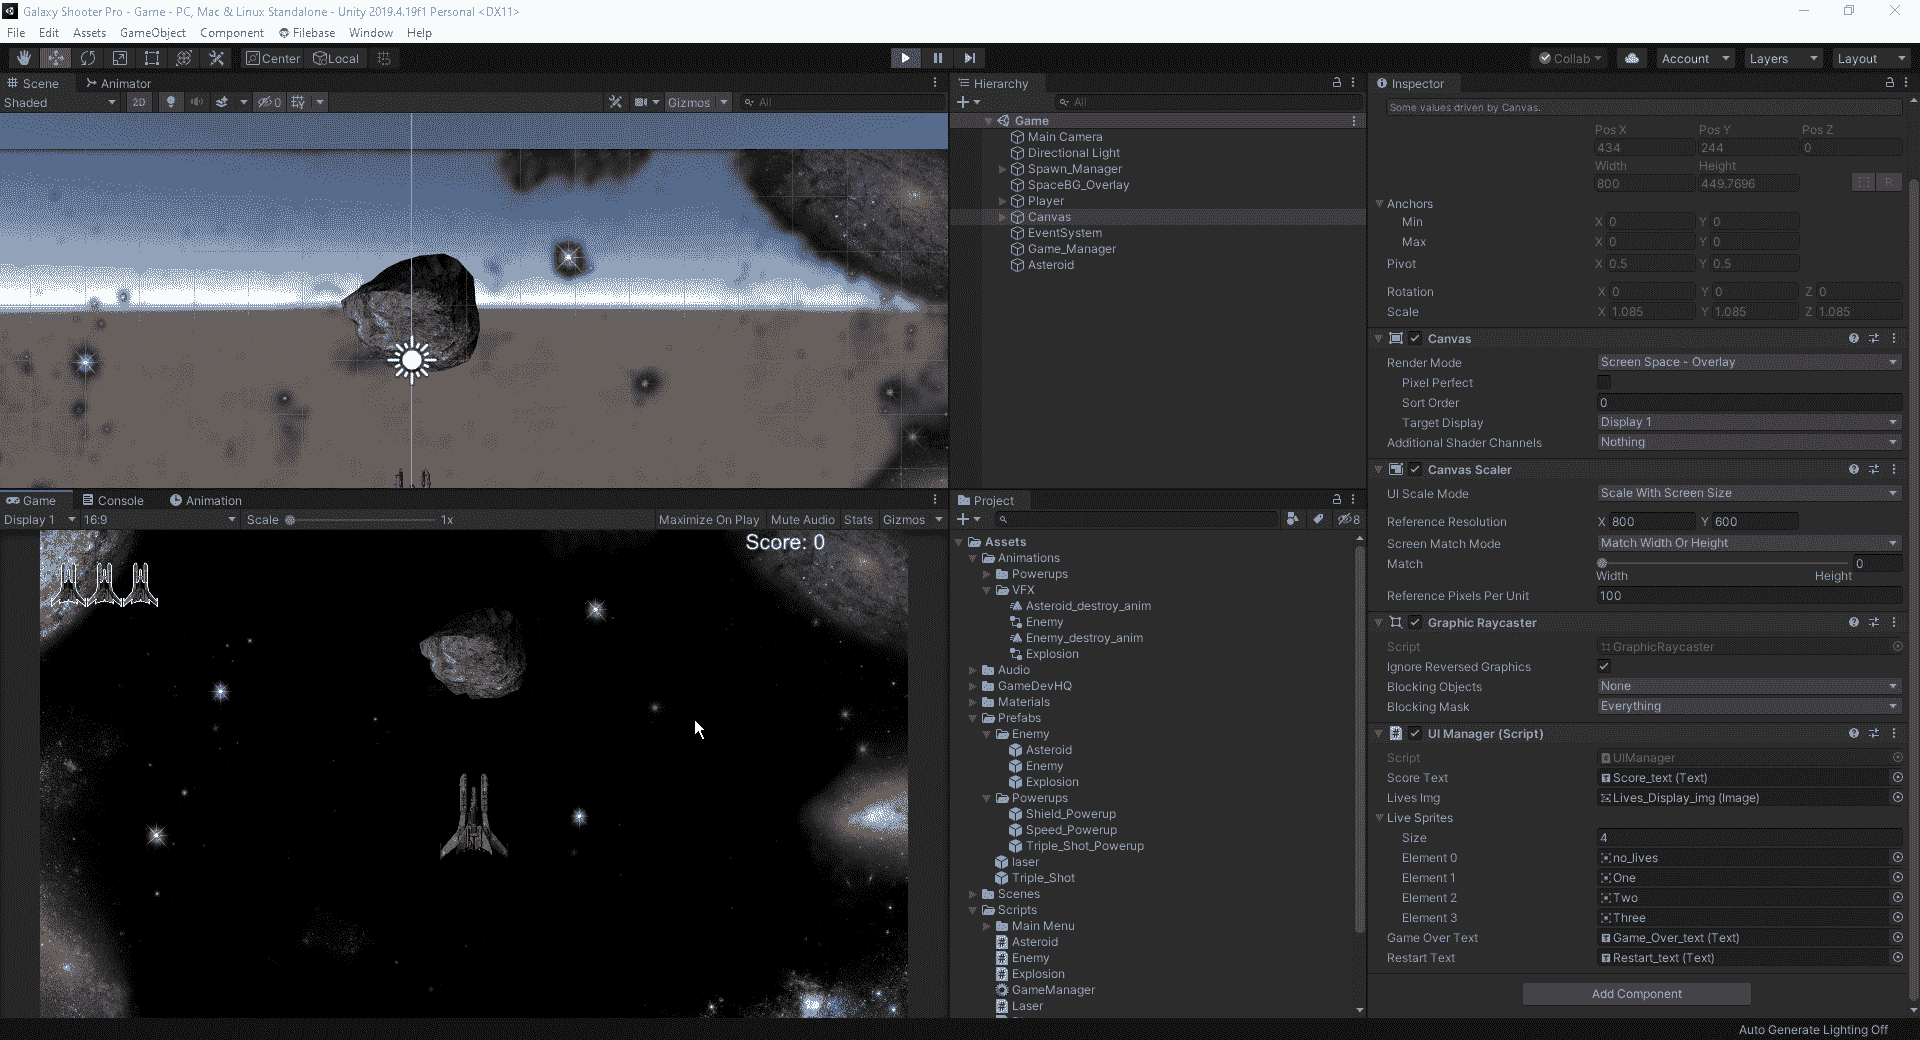 Galaxy Shooter Pro - Game - PC, Mac & Linux Standalone - Unity 2019.4.19f1 Personal <DX11>
File Edit Assets GameObject Component Filebase Window Help
Center Local Collab Account Layers Layout
Scene Animator
Shaded 2D 0 Gizmos All
Hierarchy
All
Game
Main Camera
Directional Light
Spawn_Manager
SpaceBG_Overlay
Player
Canvas
EventSystem
Game_Manager
Asteroid
Game Console Animation
Display 1 16:9 Scale 1x Maximize On Play Mute Audio Stats Gizmos
Score: 0
Project
8
Assets
Animations
Powerups
VFX
Asteroid_destroy_anim
Enemy
Enemy_destroy_anim
Explosion
Audio
GameDevHQ
Materials
Prefabs
Enemy
Asteroid
Enemy
Explosion
Powerups
Shield_Powerup
Speed_Powerup
Triple_Shot_Powerup
laser
Triple_Shot
Scenes
Scripts
Main Menu
Asteroid
Enemy
Explosion
GameManager
Laser
Inspector
Some values driven by Canvas.
Pos X Pos Y Pos Z
434 244 0
Width Height
800 449.7696 R
Anchors
Min X 0 Y 0
Max X 0 Y 0
Pivot X 0.5 Y 0.5
Rotation X 0 Y 0 Z 0
Scale X 1.085 Y 1.085 Z 1.085
Canvas
Render Mode Screen Space - Overlay
Pixel Perfect
Sort Order 0
Target Display Display 1
Additional Shader Channels Nothing
Canvas Scaler
UI Scale Mode Scale With Screen Size
Reference Resolution X 800 Y 600
Screen Match Mode Match Width Or Height
Match 0
Width Height
Reference Pixels Per Unit 100
Graphic Raycaster
Script GraphicRaycaster
Ignore Reversed Graphics
Blocking Objects None
Blocking Mask Everything
UI Manager (Script)
Script UIManager
Score Text Score_text (Text)
Lives Img Lives_Display_img (Image)
Live Sprites
Size 4
Element 0 no_lives
Element 1 One
Element 2 Two
Element 3 Three
Game Over Text Game_Over_text (Text)
Restart Text Restart_text (Text)
Add Component
Auto Generate Lighting Off